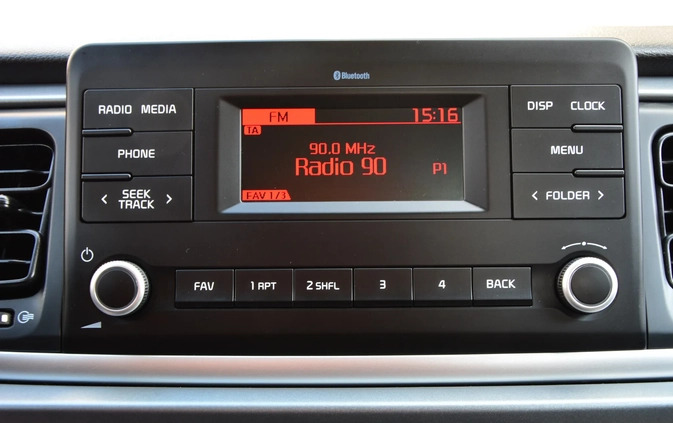 Bluetooth
RADIO MEDIA
PHONE
< SEEK TRACK >
FM 15:16
TA
90.0 MHz
Radio 90 P1
FAV 1/3
DISP CLOCK
MENU
< FOLDER >
FAV 1 RPT 2 SHFL 3 4 BACK